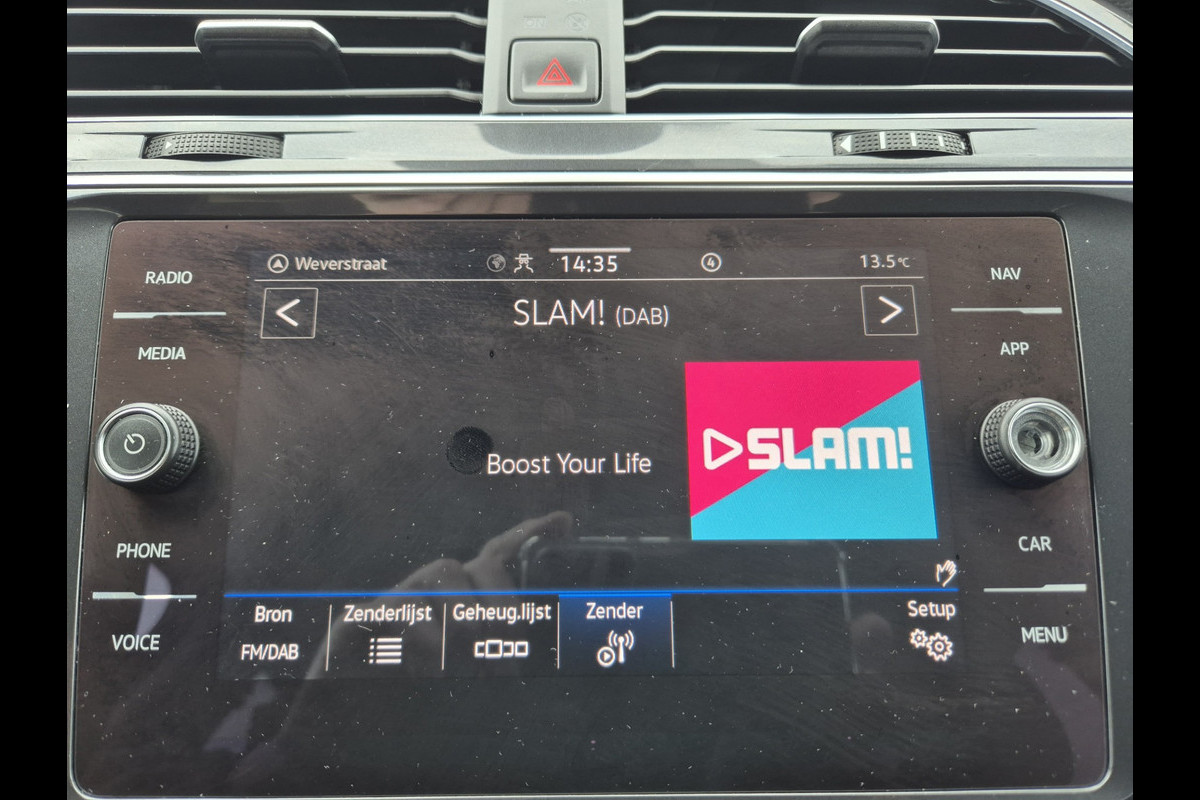 Weverstraat
14:35
4
13.5°C
RADIO
NAV
SLAM! (DAB)
MEDIA
APP
SLAM!
Boost Your Life
PHONE
CAR
Bron
Zenderlijst
Geheug.lijst
Zender
Setup
FM/DAB
VOICE
MENU